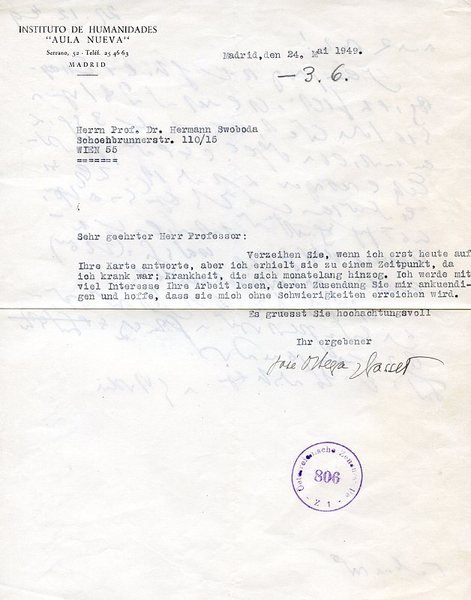 INSTITUTO DE HUMANIDADES
"AULA NUEVA"
Serrano, 50 - Teléf. 25 46 63
MADRID
Madrid,den 24. Mai 1949.
—3.6.
Herrn Prof. Dr. Hermann Swoboda
Schoehbrunnerstr. 110/15
WIEN 55
=======
Sehr geehrter Herr Professor:
Verzeihen Sie, wenn ich erst heute auf
Ihre Karte antworte, aber ich erhielt sie zu einem Zeitpunkt, da
ich krank war; Krankheit, die sich monatelang hinzog. Ich werde mit
viel Interesse Ihre Arbeit lesen, deren Zusendung Sie mir ankuendi-
gen und hoffe, dass sie mich ohne Schwierigkeiten erreichen wird.
Es gruesst Sie hochachtungsvoll
Ihr ergebener
José Ortega y Gasset
Österreichische
806